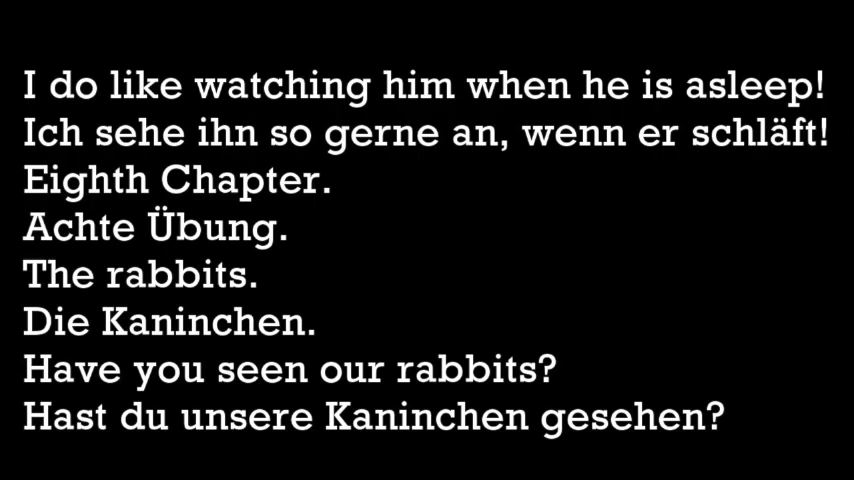 I do like watching him when he is asleep!
Ich sehe ihn so gerne an, wenn er schläft!
Eighth Chapter.
Achte Übung.
The rabbits.
Die Kaninchen.
Have you seen our rabbits?
Hast du unsere Kaninchen gesehen?